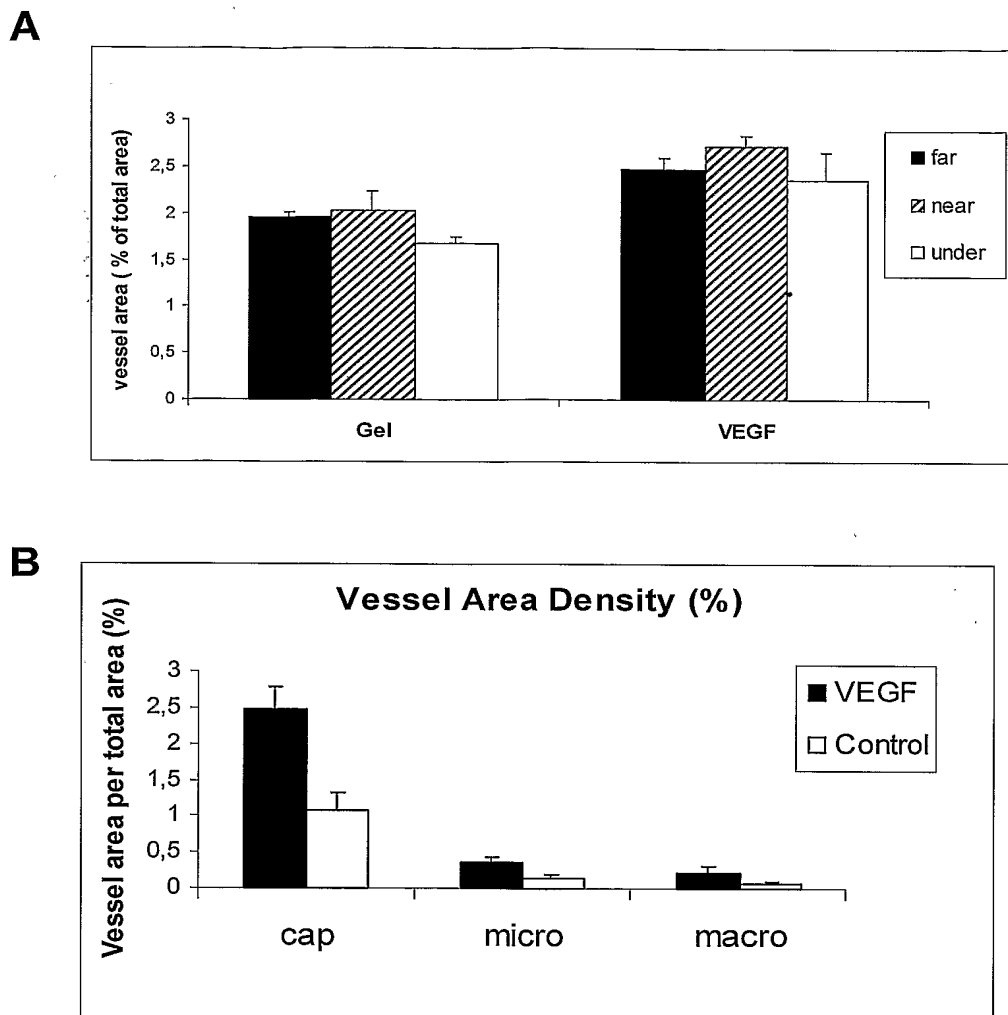 A
vessel area ( % of total area)
3
2,5
2
1,5
1
0,5
0
Gel
VEGF
far
near
under
B
Vessel Area Density (%)
Vessel area per total area (%)
3
2,5
2
1,5
1
0,5
0
cap
micro
macro
VEGF
Control